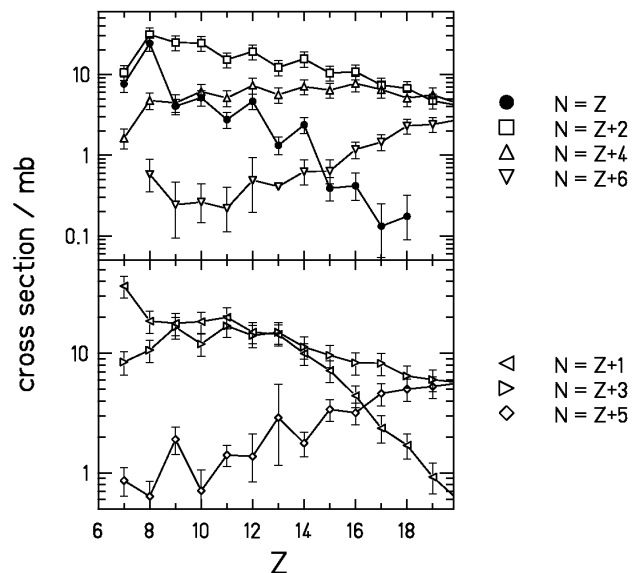 cross section / mb
10
1
0.1
10
1
6
8
10
12
14
16
18
Z
N = Z
N = Z+2
N = Z+4
N = Z+6
N = Z+1
N = Z+3
N = Z+5